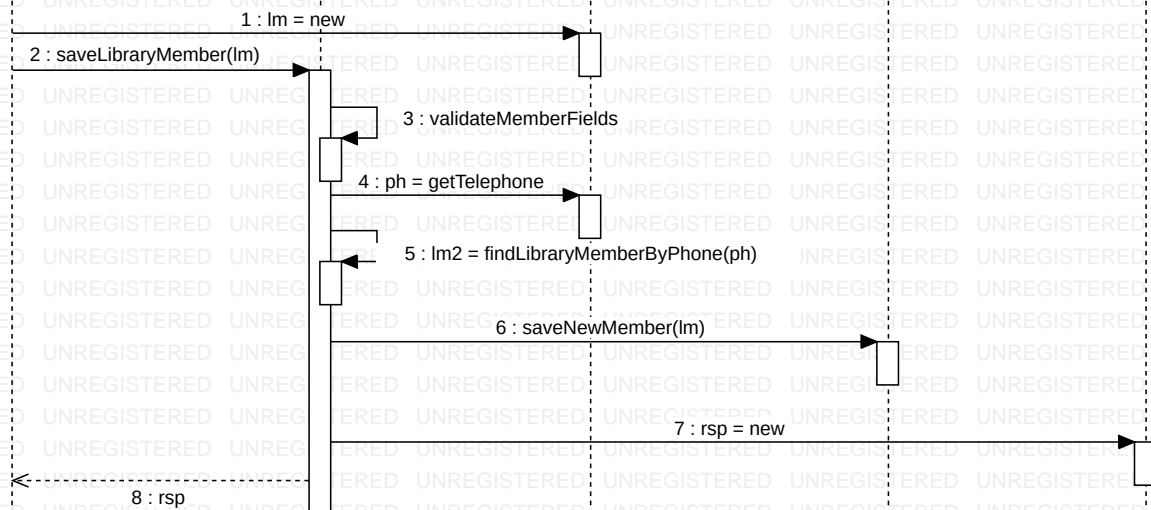 1 : lm = new
2 : saveLibraryMember(lm)
3 : validateMemberFields
4 : ph = getTelephone
5 : lm2 = findLibraryMemberByPhone(ph)
6 : saveNewMember(lm)
7 : rsp = new
8 : rsp
UNREGISTERED